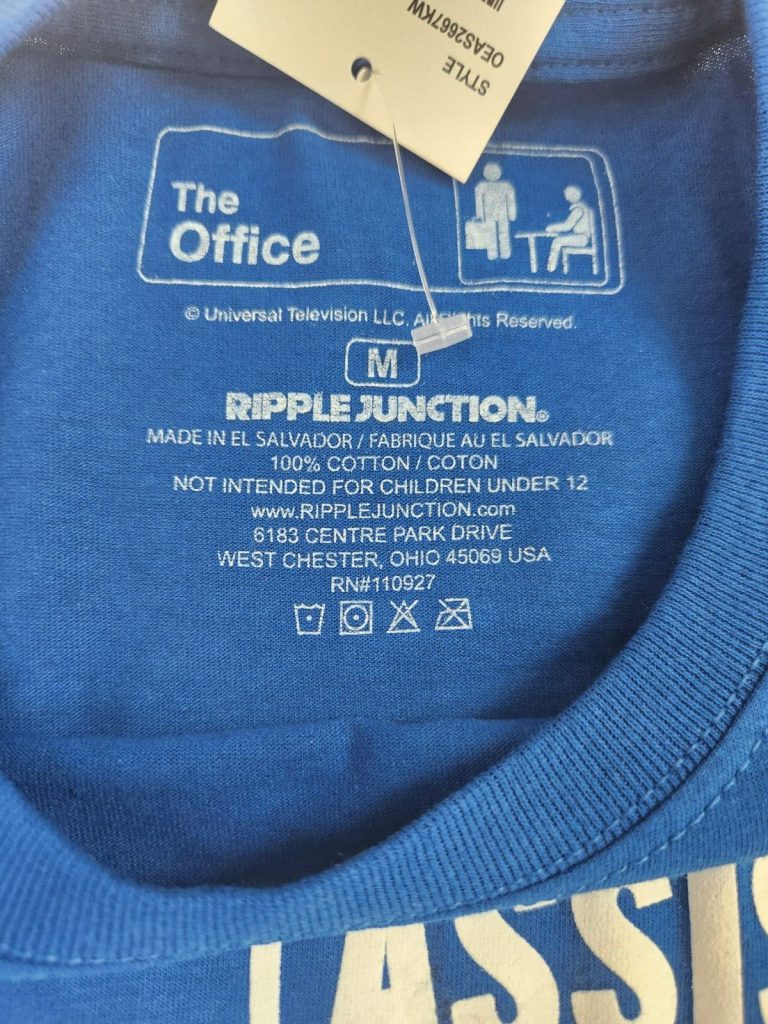 STYLE
OEAS2667KW
The
Office
© Universal Television LLC. All Rights Reserved.
M
RIPPLE JUNCTION®
MADE IN EL SALVADOR / FABRIQUE AU EL SALVADOR
100% COTTON / COTON
NOT INTENDED FOR CHILDREN UNDER 12
www.RIPPLEJUNCTION.com
6183 CENTRE PARK DRIVE
WEST CHESTER, OHIO 45069 USA
RN#110927
ASSIS